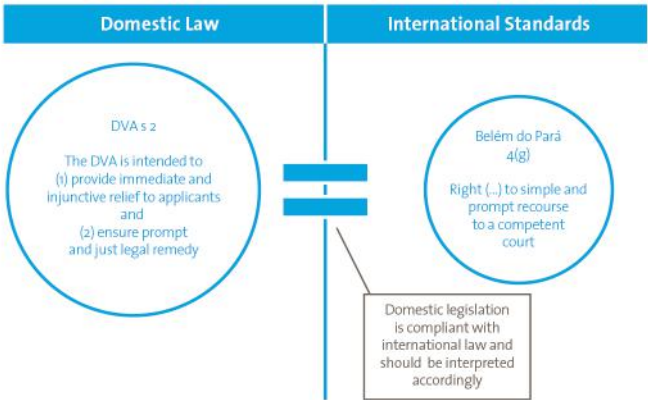 Domestic Law
International Standards
DVA s 2
The DVA is intended to
(1) provide immediate and
injunctive relief to applicants
and
(2) ensure prompt
and just legal remedy
Belém do Pará
4(g)
Right (...) to simple and
prompt recourse
to a competent
court
Domestic legislation
is compliant with
international law and
should be interpreted
accordingly